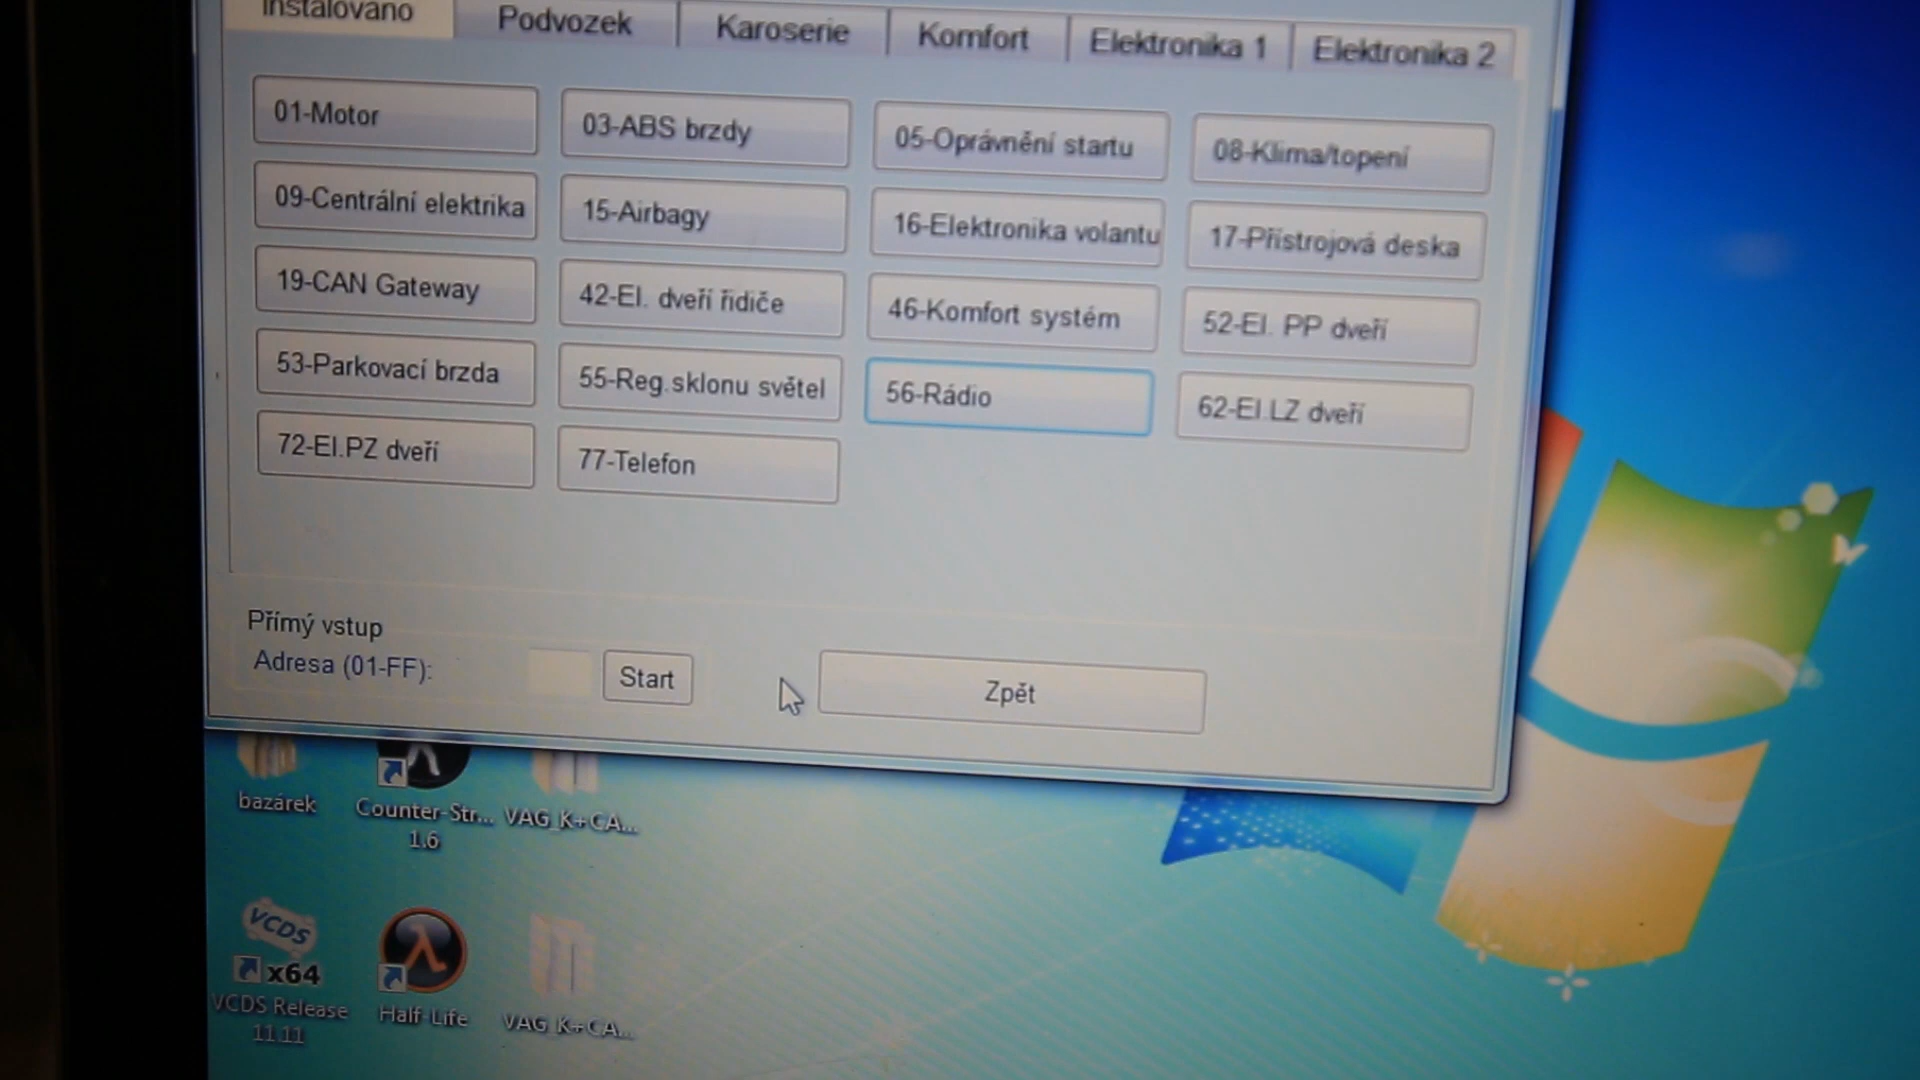 Instalováno Podvozek Karoserie Komfort Elektronika 1 Elektronika 2
01-Motor 03-ABS brzdy 05-Oprávnění startu 08-Klima/topení
09-Centrální elektrika 15-Airbagy 16-Elektronika volantu 17-Přístrojová deska
19-CAN Gateway 42-El. dveří řidiče 46-Komfort systém 52-El. PP dveří
53-Parkovací brzda 55-Reg.sklonu světel 56-Rádio 62-El.LZ dveří
72-El.PZ dveří 77-Telefon
Přímý vstup
Adresa (01-FF): Start Zpět
bazárek Counter-Str... VAG_K+CA...
1.6
VCDS
x64
VCDS Release Half-Life VAG_K+CA...
11.11